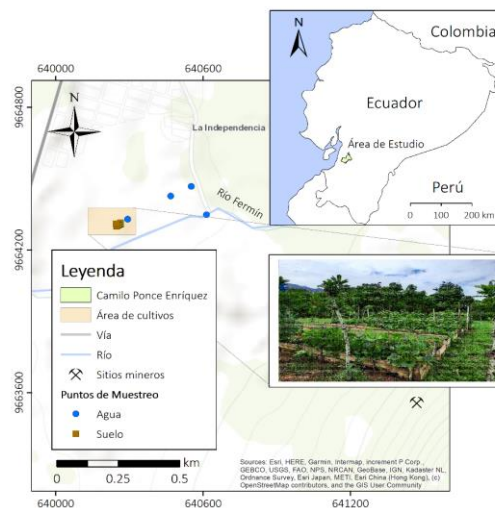 640000
640600
9664800
9664200
9663600
N
La Independencia
Río Fermín
N
Colombia
Ecuador
Área de Estudio
Perú
0
100
200
km
Leyenda
Camilo Ponce Enríquez
Área de cultivos
Vía
Río
Sitios mineros
Puntos de Muestreo
Agua
Suelo
0
0.5
km
Sources: Esri, HERE, Garmin, Intermap, increment P Corp.,
GEBCO, USGS, FAO, NPS, NRCAN, GeoBase, IGN, Kadaster NL,
Ordnance Survey, Esri Japan, METI, Esri China (Hong Kong), (c)
OpenStreetMap contributors, and the GIS User Community
640000
640600
641200